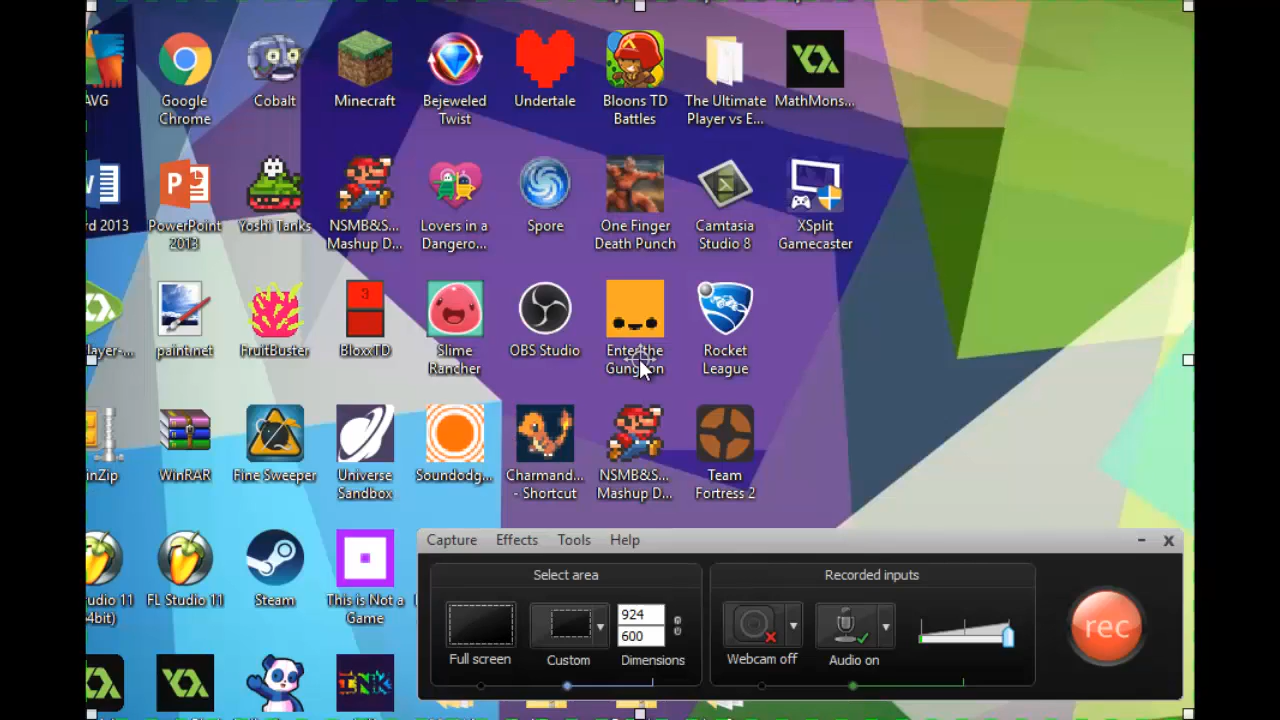 AVG
Google
Chrome
Cobalt
Minecraft
Bejeweled
Twist
Undertale
Bloons TD
Battles
The Ultimate
Player vs E...
MathMons...
rd 2013
PowerPoint
2013
Yoshi Tanks
NSMB&S...
Mashup D...
Lovers in a
Dangero...
Spore
One Finger
Death Punch
Camtasia
Studio 8
XSplit
Gamecaster
layer-...
paint.net
FruitBuster
3
BloxxTD
Slime
Rancher
OBS Studio
Enter the
Gungeon
Rocket
League
inZip
WinRAR
Fine Sweeper
Universe
Sandbox
Soundodg...
Charmand...
- Shortcut
NSMB&S...
Mashup D...
Team
Fortress 2
udio 11
64bit)
FL Studio 11
Steam
This is Not a
Game
INK
Capture Effects Tools Help
Select area
Recorded inputs
924
600
Full screen
Custom
Dimensions
Webcam off
Audio on
rec